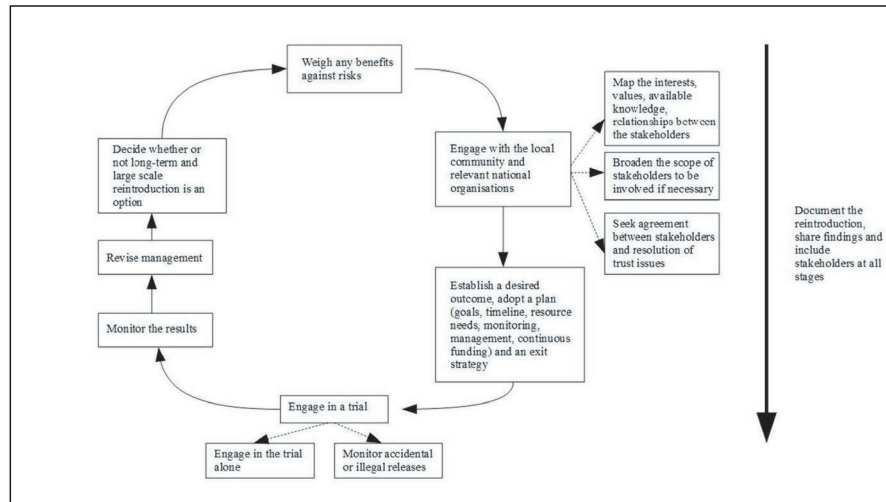 Weigh any benefits
against risks
Engage with the local
community and
relevant national
organisations
Map the interests,
values, available
knowledge,
relationships between
the stakeholders
Broaden the scope of
stakeholders to be
involved if necessary
Seek agreement
between stakeholders
and resolution of
trust issues
Establish a desired
outcome, adopt a plan
(goals, timeline, resource
needs, monitoring,
management, continuous
funding) and an exit
strategy
Engage in a trial
Engage in the trial
alone
Monitor accidental
or illegal releases
Monitor the results
Revise management
Decide whether or
not long-term and
large scale
reintroduction is an
option
Document the
reintroduction,
share findings and
include
stakeholders at all
stages